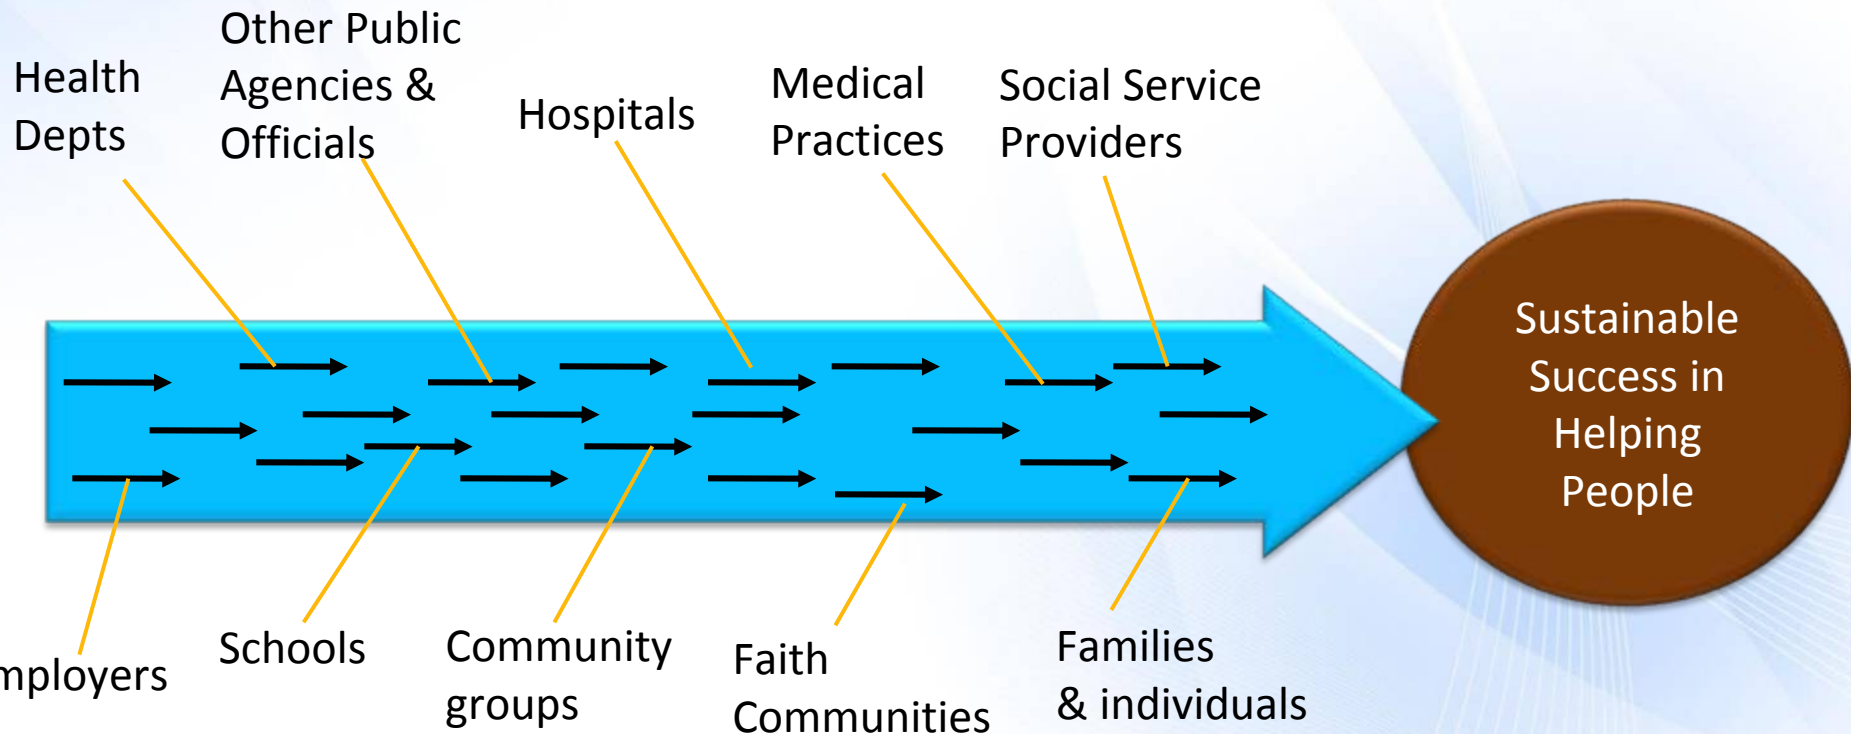 Health
Depts
Other Public
Agencies &
Officials
Hospitals
Medical
Practices
Social Service
Providers
Sustainable
Success in
Helping
People
mployers
Schools
Community
groups
Faith
Communities
Families
& individuals